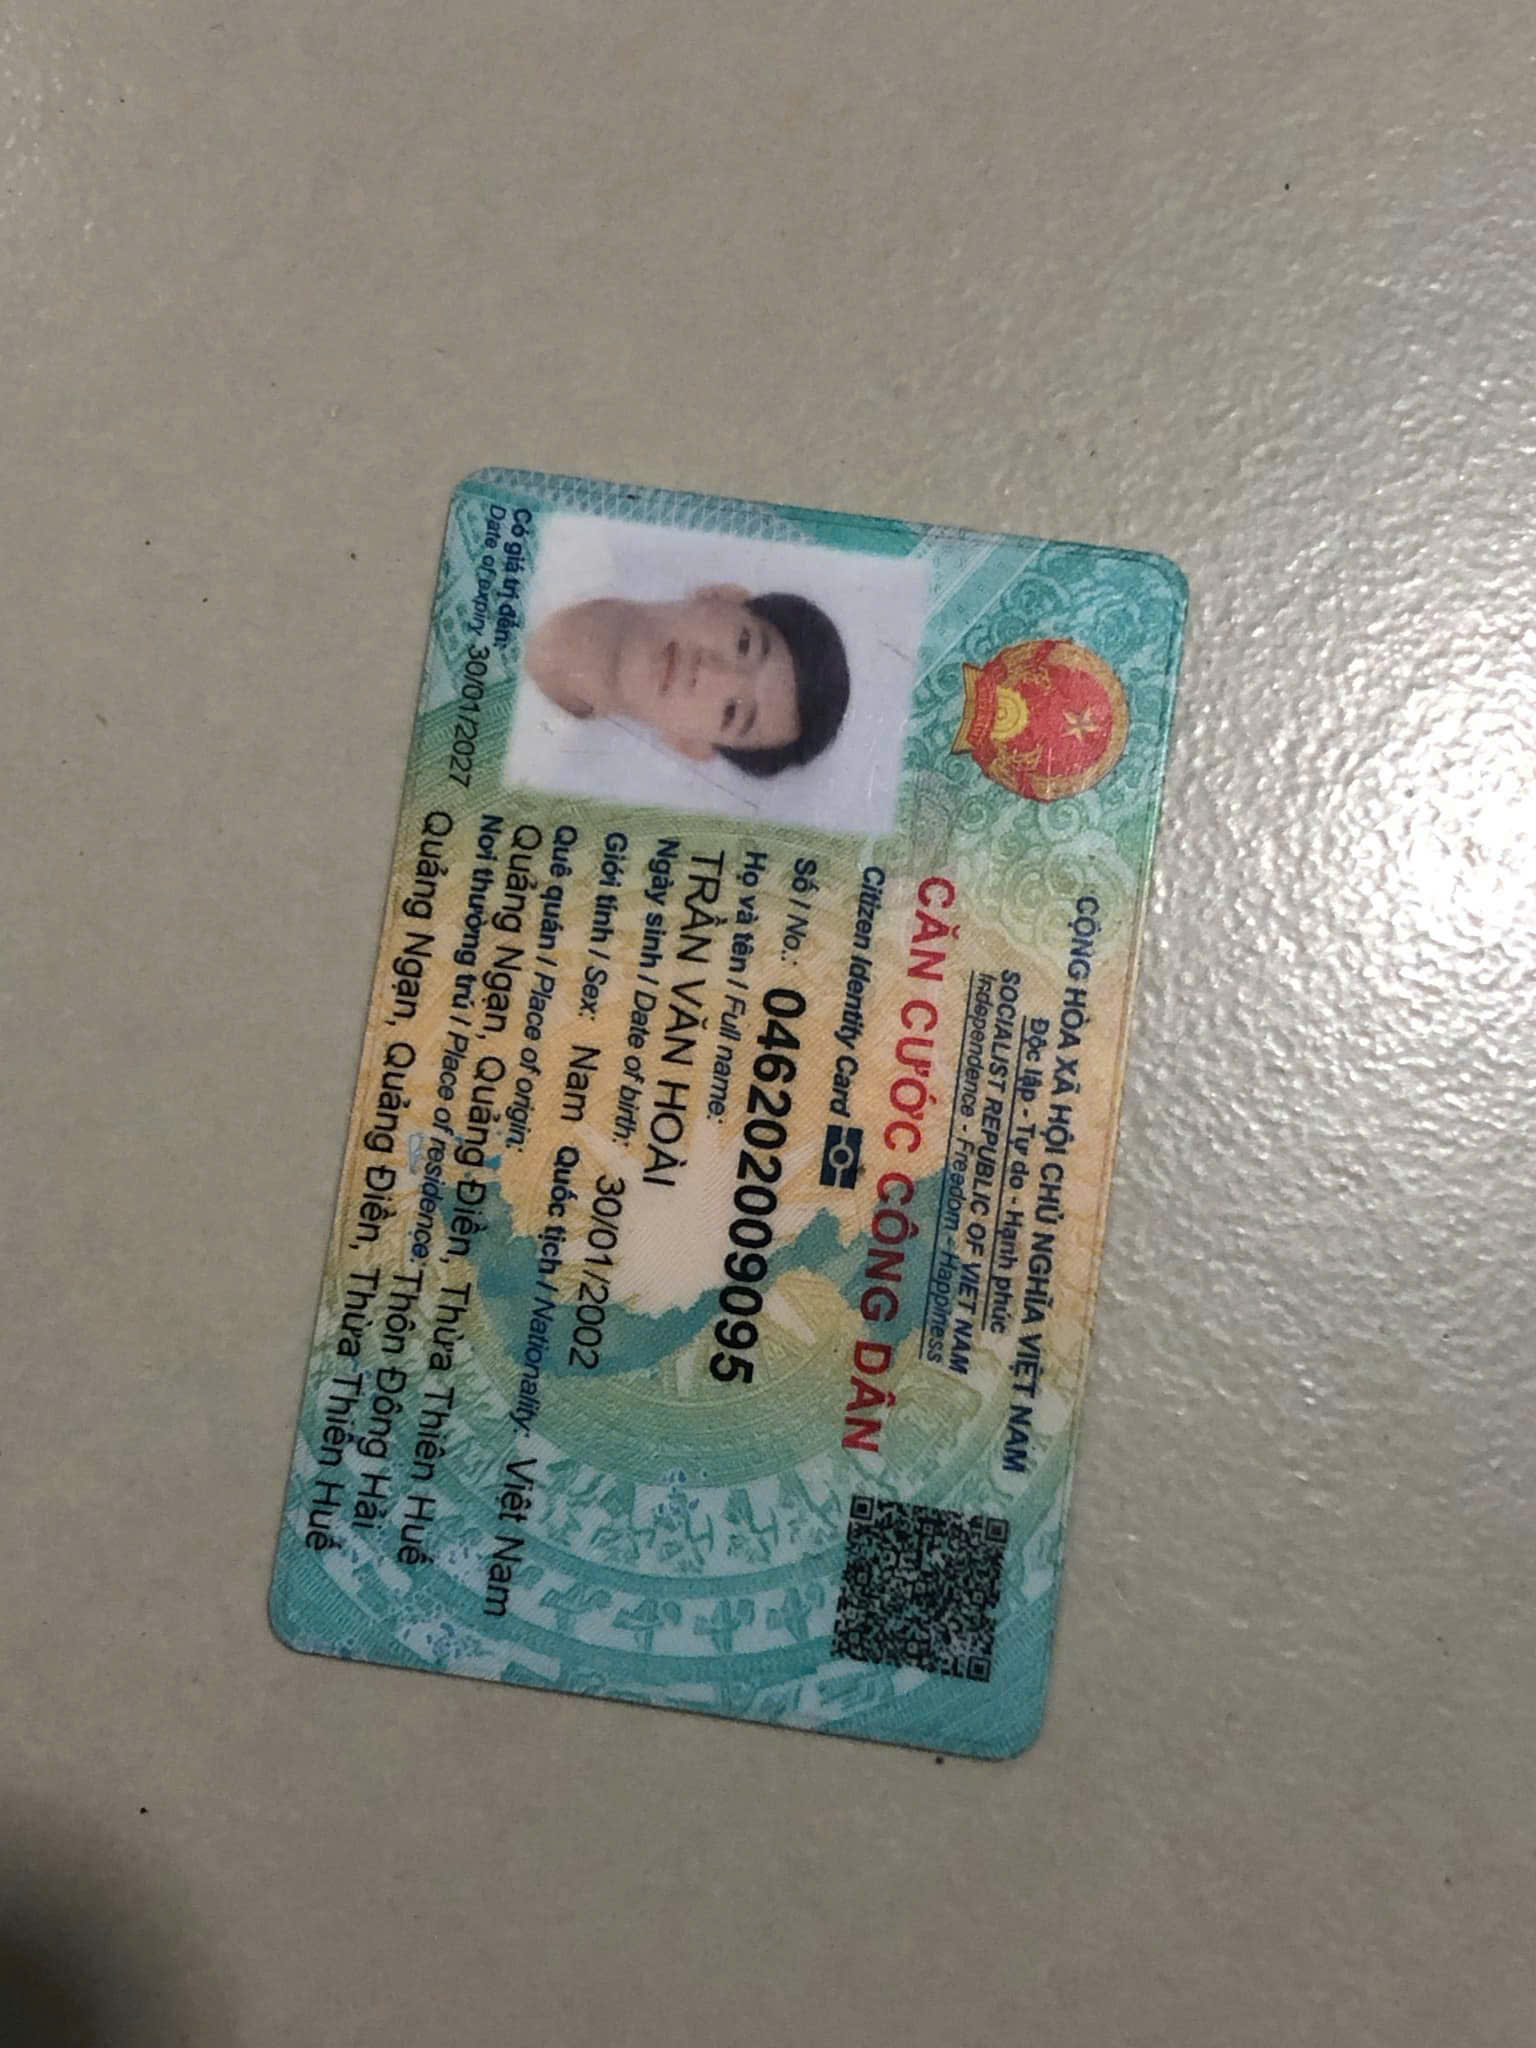 CỘNG HÒA XÃ HỘI CHỦ NGHĨA VIỆT NAM
Độc lập - Tự do - Hạnh phúc
SOCIALIST REPUBLIC OF VIET NAM
Independence - Freedom - Happiness
CĂN CƯỚC CÔNG DÂN
Citizen Identity Card
Số / No.: 046202009095
Họ và tên / Full name:
TRẦN VĂN HOÀI
Ngày sinh / Date of birth: 30/01/2002
Giới tính / Sex: Nam Quốc tịch / Nationality: Việt Nam
Quê quán / Place of origin:
Quảng Ngạn, Quảng Điền, Thừa Thiên Huế
Nơi thường trú / Place of residence: Thôn Đông Hải
Quảng Ngạn, Quảng Điền, Thừa Thiên Huế
Có giá trị đến:
Date of expiry 30/01/2027